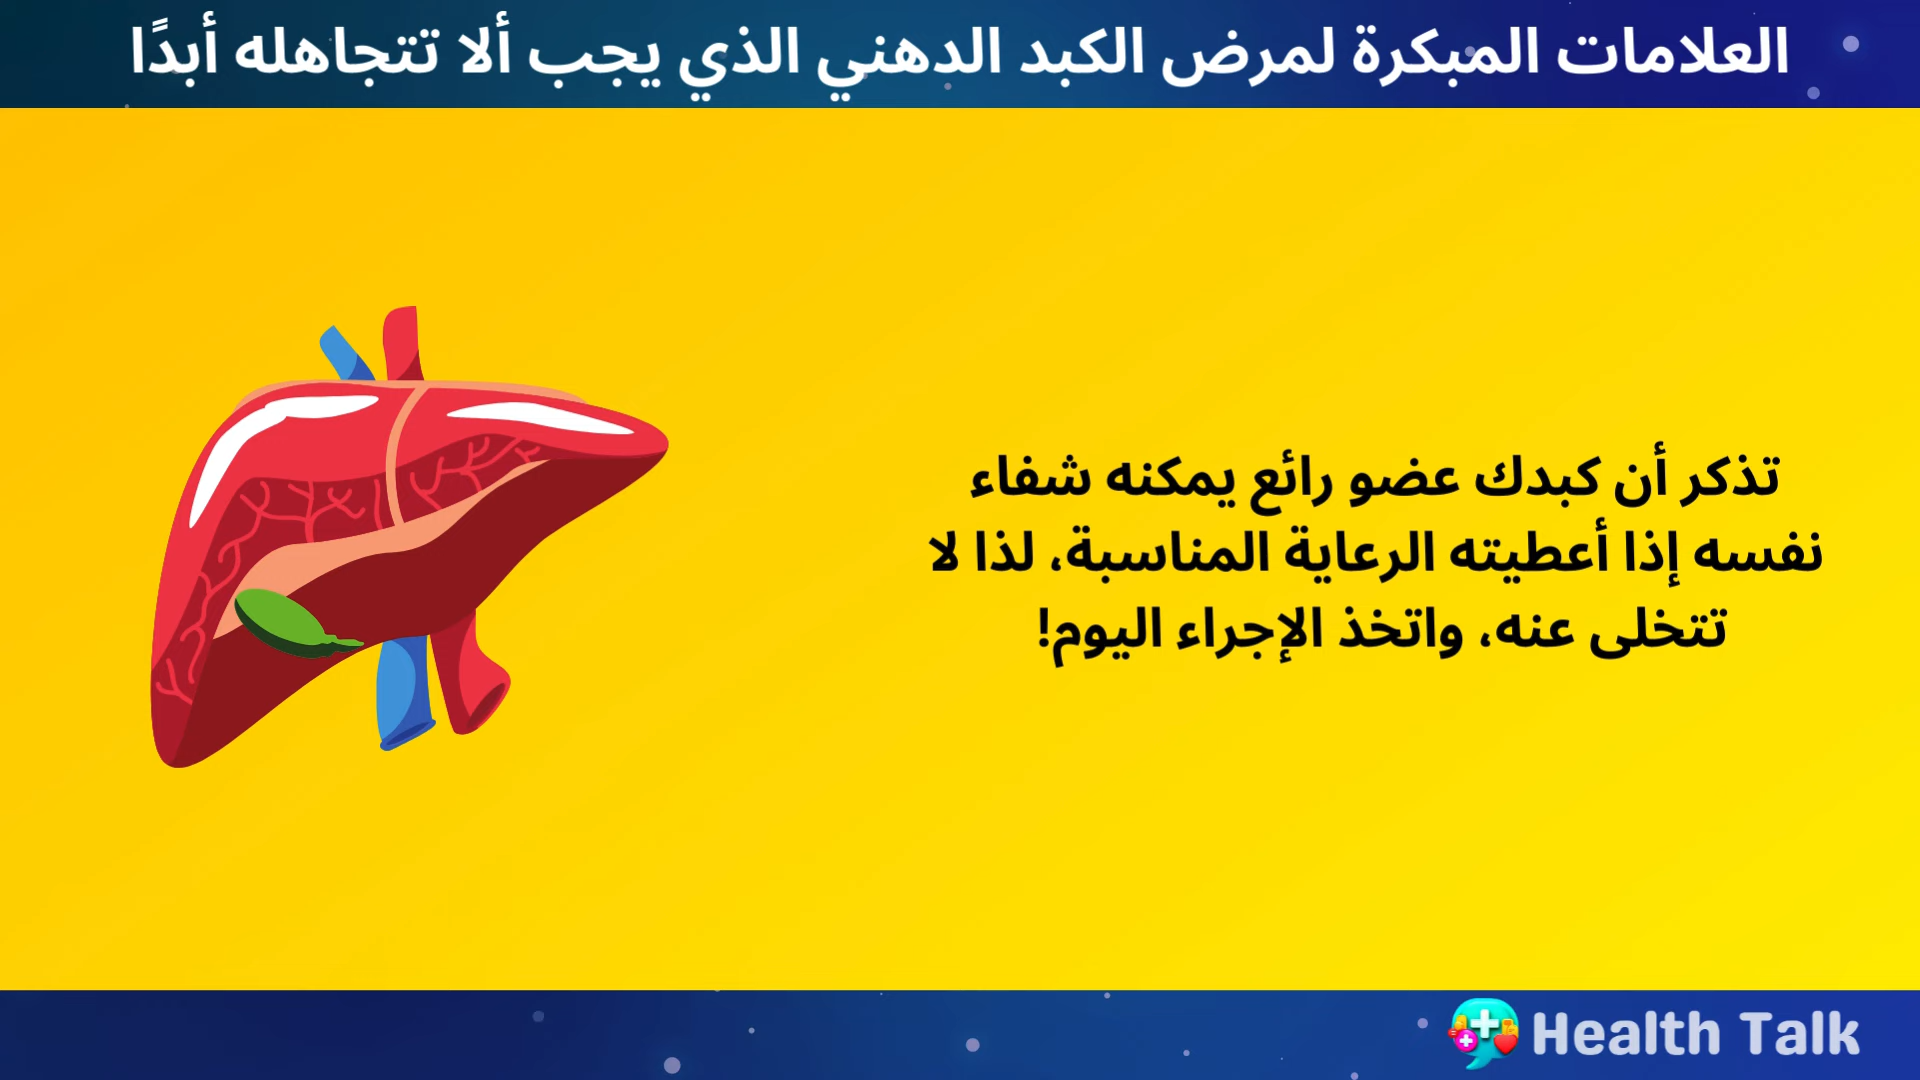 العلامات المبكرة لمرض الكبد الدهني الذي يجب ألا تتجاهله أبدًا
تذكر أن كبدك عضو رائع يمكنه شفاء
نفسه إذا أعطيته الرعاية المناسبة، لذا لا
تتخلى عنه، واتخذ الإجراء اليوم!
Health Talk